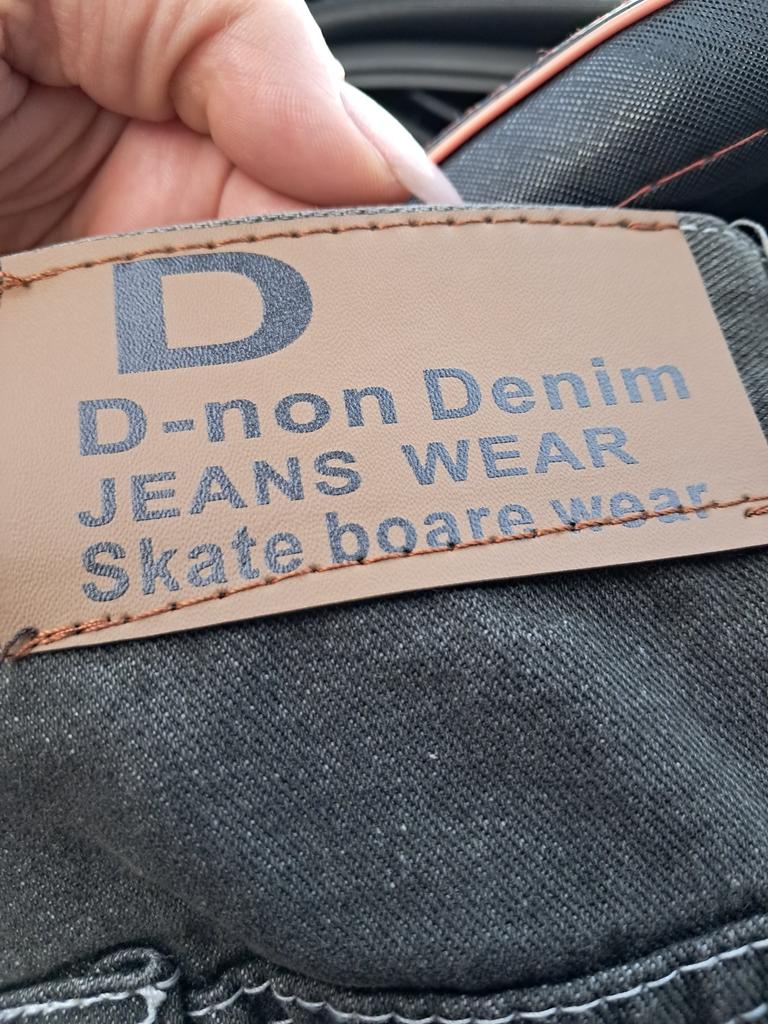 D
D-non Denim
JEANS WEAR
Skate boare wear